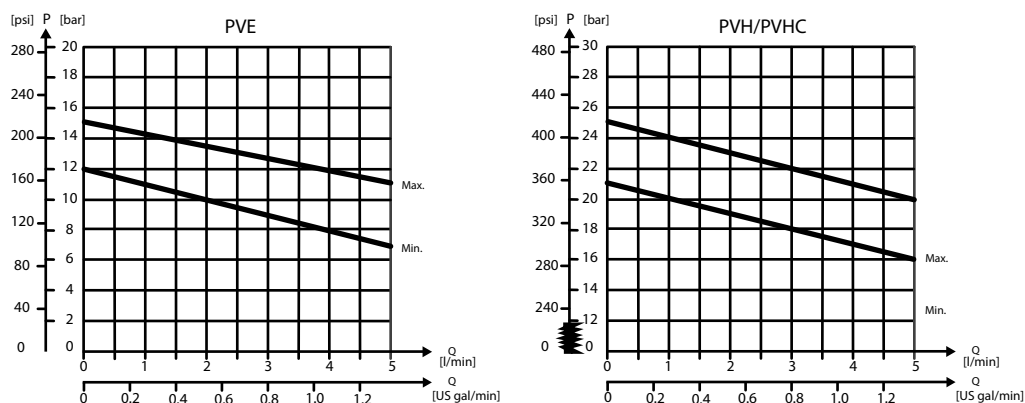 [psi] P [bar] PVE
280 20
18
240 16
200 14
160 12
10
120 8
80 6
4
40 2
0 0
Max.
Min.
0 1 2 3 4 5 Q [l/min]
0 0.2 0.4 0.6 0.8 1.0 1.2 Q [US gal/min]
[psi] P [bar] PVH/PVHC
480 30
28
440 26
400 24
22
360 20
320 18
280 16
14
240 12
0 0
Max.
Min.
0 1 2 3 4 5 Q [l/min]
0 0.2 0.4 0.6 0.8 1.0 1.2 Q [US gal/min]